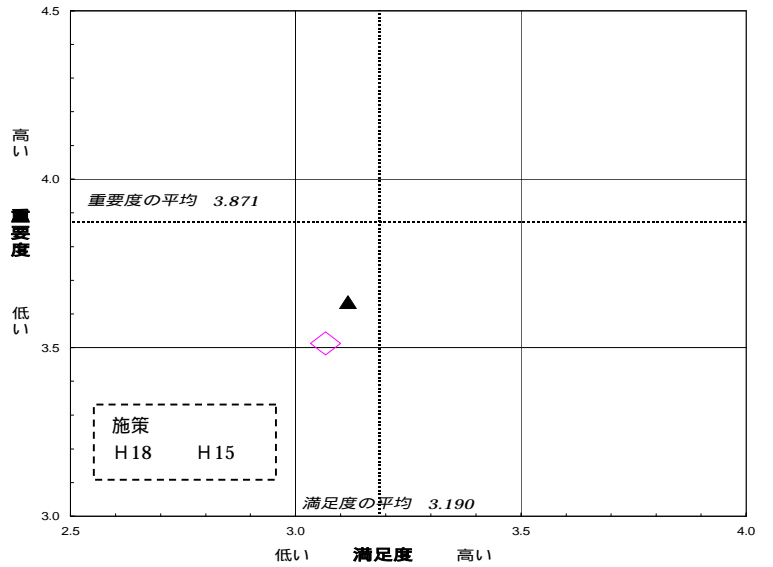 4.5
高い
4.0
重要度の平均 3.871
重要度
低い
3.5
施策
H18 H15
満足度の平均 3.190
3.0
2.5 3.0 3.5 4.0
低い 満足度 高い